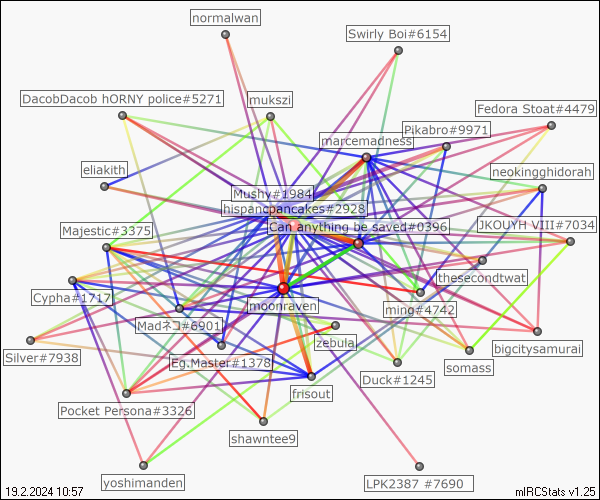 normalwan
Swirly Boi#6154
DacobDacob hORNY police#5271
mukszi
Fedora Stoat#4479
Pikabro#9971
marcemadness
eliakith
neokingghidorah
Mushy#1984
hispancpancakes#2928
Can anything be saved#0396
JKOUYH VIII#7034
Majestic#3375
thesecondtwat
Cypha#1717
moonraven
ming#4742
Madネコ#6901
zebula
bigcitysamurai
Silver#7938
Eg.Master#1378
somass
Duck#1245
frisout
Pocket Persona#3326
shawntee9
yoshimanden
LPK2387 #7690
19.2.2024 10:57
mIRCStats v1.25